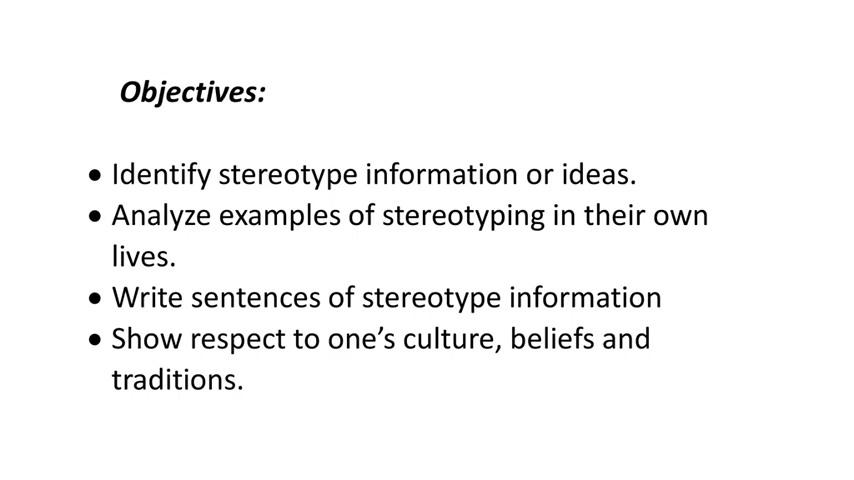 Objectives:
• Identify stereotype information or ideas.
• Analyze examples of stereotyping in their own
lives.
• Write sentences of stereotype information
• Show respect to one’s culture, beliefs and
traditions.